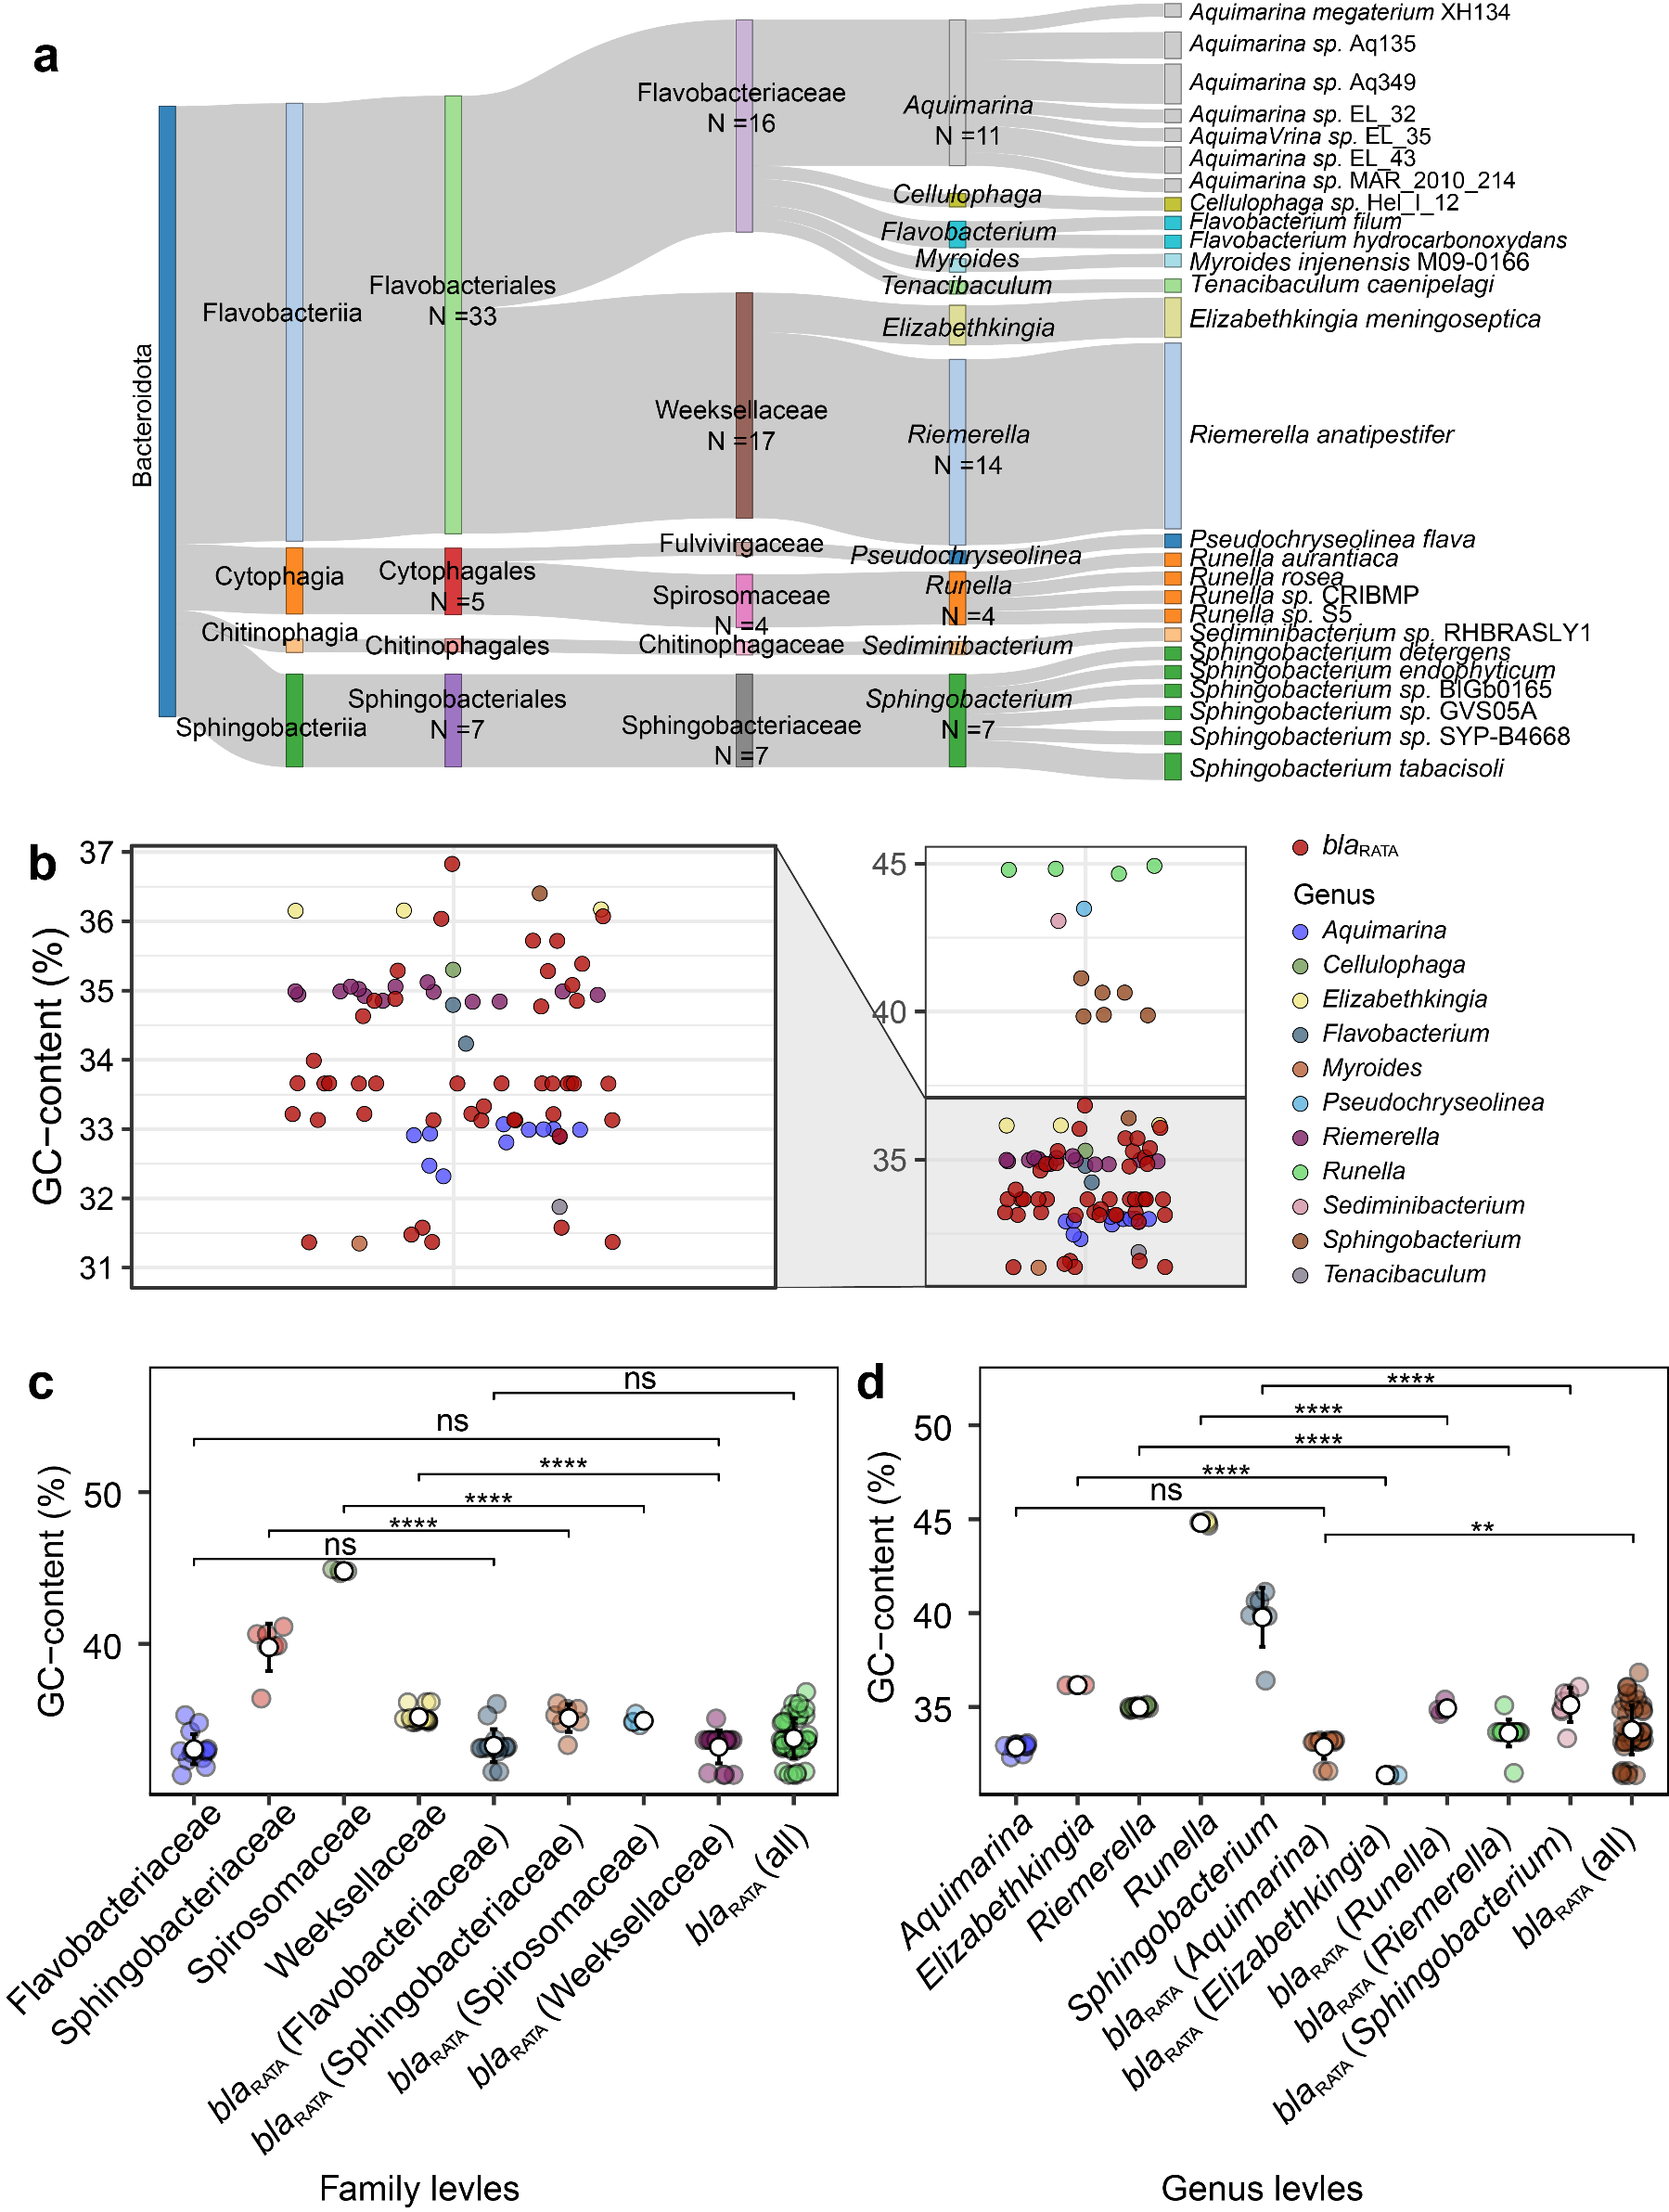 a
Bacteroidota
Flavobacteriia
Cytophagia
Chitinophagia
Sphingobacteriia
Flavobacteriales
N =33
Cytophagales
N =5
Chitinophagales
Sphingobacteriales
N =7
Flavobacteriaceae
N =16
Weeksellaceae
N =17
Fulvivirgaceae
Spirosomaceae
N =4
Chitinophagaceae
Sphingobacteriaceae
N =7
Aquimarina
N =11
Cellulophaga
Flavobacterium
Myroides
Tenacibaculum
Elizabethkingia
Riemerella
N =14
Pseudochryseolinea
Runella
N =4
Sediminibacterium
Sphingobacterium
N =7
Aquimarina megaterium XH134
Aquimarina sp. Aq135
Aquimarina sp. Aq349
Aquimarina sp. EL_32
AquimaVrina sp. EL_35
Aquimarina sp. EL_43
Aquimarina sp. MAR_2010_214
Cellulophaga sp. Hel_I_12
Flavobacterium filum
Flavobacterium hydrocarbonoxydans
Myroides injenensis M09-0166
Tenacibaculum caenipelagi
Elizabethkingia meningoseptica
Riemerella anatipestifer
Pseudochryseolinea flava
Runella aurantiaca
Runella rosea
Runella sp. CRIBMP
Runella sp. S5
Sediminibacterium sp. RHBRASLY1
Sphingobacterium detergens
Sphingobacterium endophyticum
Sphingobacterium sp. BIGb0165
Sphingobacterium sp. GVS05A
Sphingobacterium sp. SYP-B4668
Sphingobacterium tabacisoli
b
GC−content (%)
37
36
35
34
33
32
31
45
40
35
blaRATA
Genus
Aquimarina
Cellulophaga
Elizabethkingia
Flavobacterium
Myroides
Pseudochryseolinea
Riemerella
Runella
Sediminibacterium
Sphingobacterium
Tenacibaculum
c
GC−content (%)
50
40
ns
ns
****
****
****
ns
Flavobacteriaceae
Sphingobacteriaceae
Spirosomaceae
Weeksellaceae
blaRATA (Flavobacteriaceae)
blaRATA (Sphingobacteriaceae)
blaRATA (Spirosomaceae)
blaRATA (Weeksellaceae)
blaRATA (all)
Family levles
d
GC−content (%)
50
45
40
35
****
****
****
****
ns
**
Aquimarina
Elizabethkingia
Riemerella
Runella
Sphingobacterium
blaRATA (Aquimarina)
blaRATA (Elizabethkingia)
blaRATA (Runella)
blaRATA (Riemerella)
blaRATA (Sphingobacterium)
blaRATA (all)
Genus levles